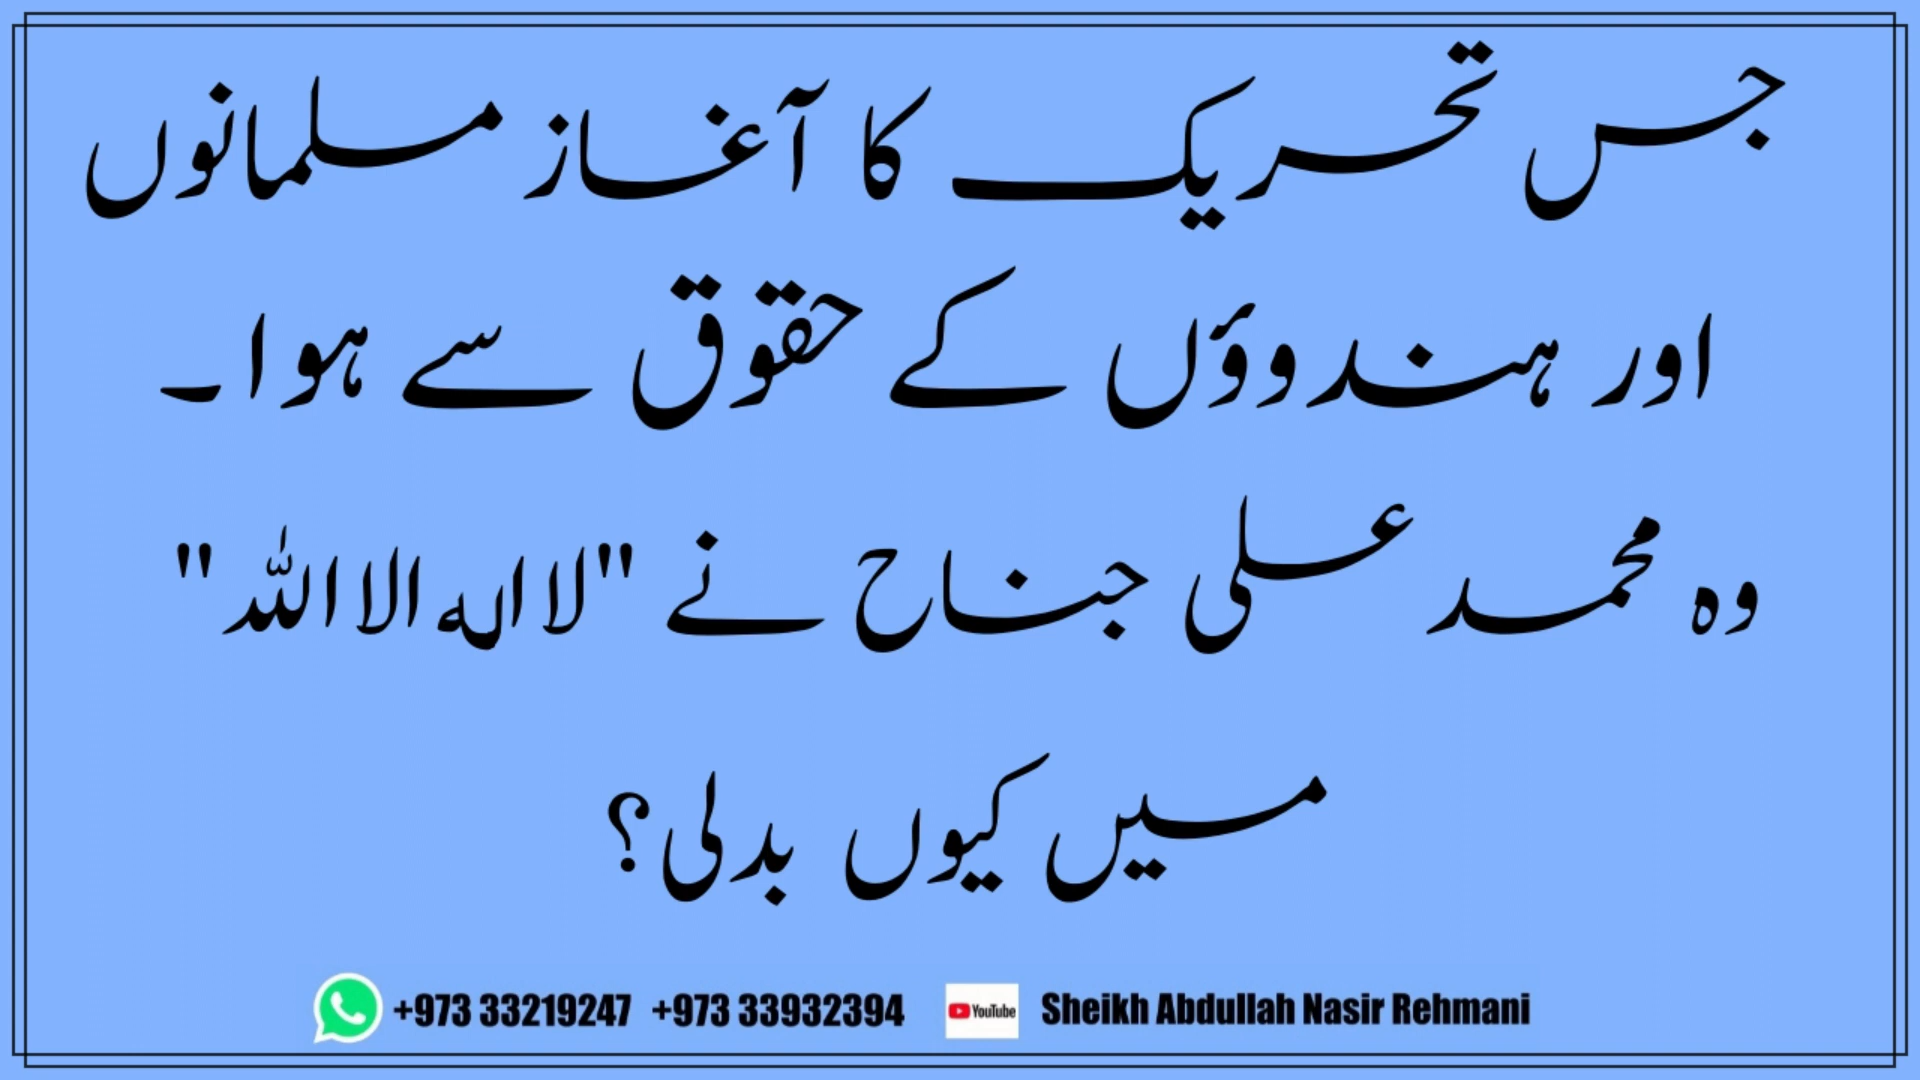 جس تحریک کا آغاز مسلمانوں
اور ہندوؤں کے حقوق سے ہوا۔
وہ محمد علی جناح نے "لا الہ الا اللہ"
میں کیوں بدلی؟
+973 33219247 +973 33932394 YouTube Sheikh Abdullah Nasir Rehmani